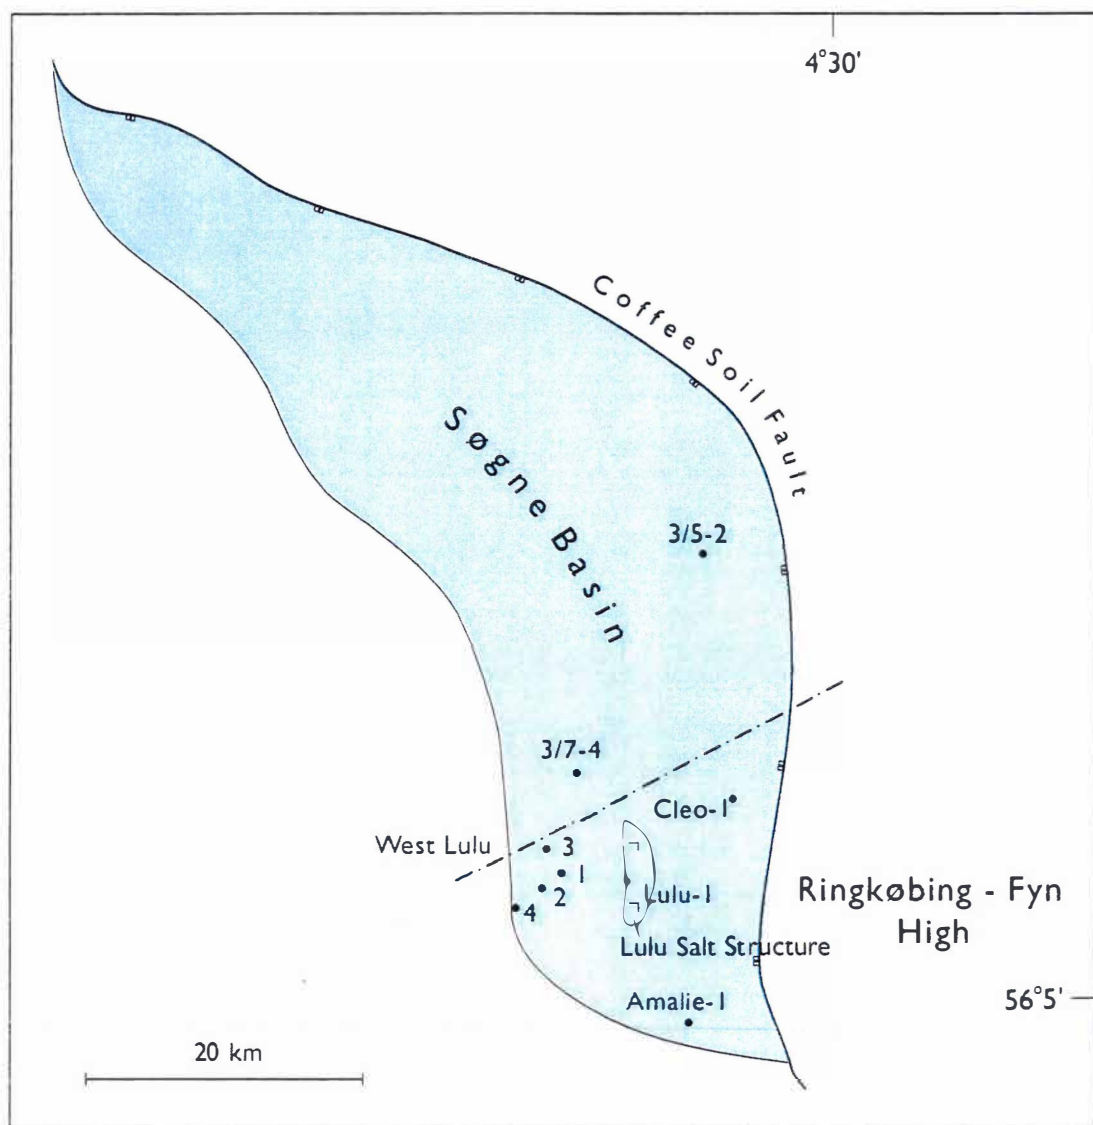 4°30'
Coffee Soil Fault
Søgne Basin
3/5-2
3/7-4
Cleo-1
West Lulu
3
1
2
4
Lulu-1
Ringkøbing - Fyn
High
Lulu Salt Structure
Amalie-1
56°5'
20 km